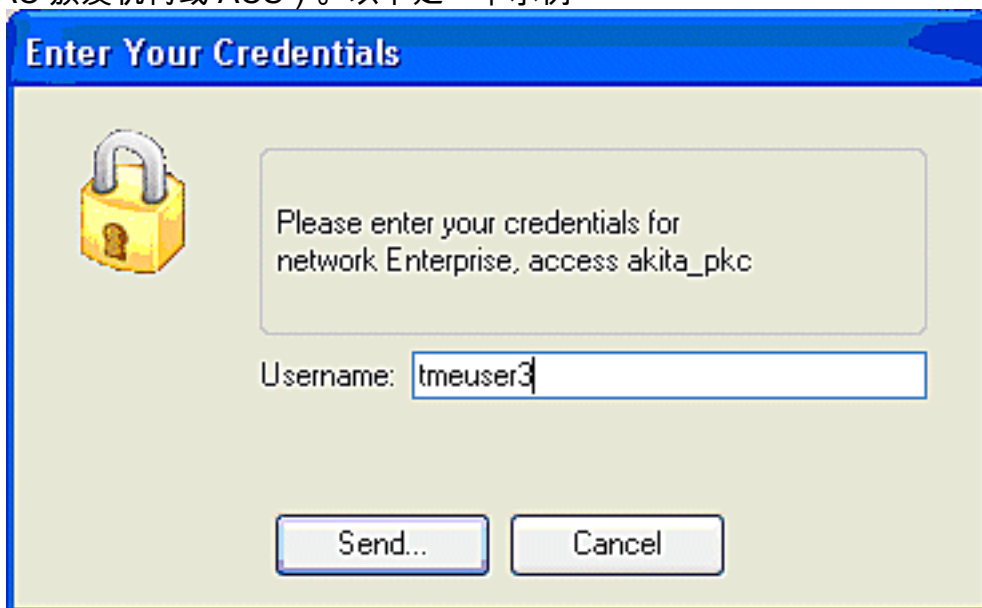 Enter Your Credentials
Please enter your credentials for
network Enterprise, access akita_pkc
Username: tmeuser3
Send...
Cancel